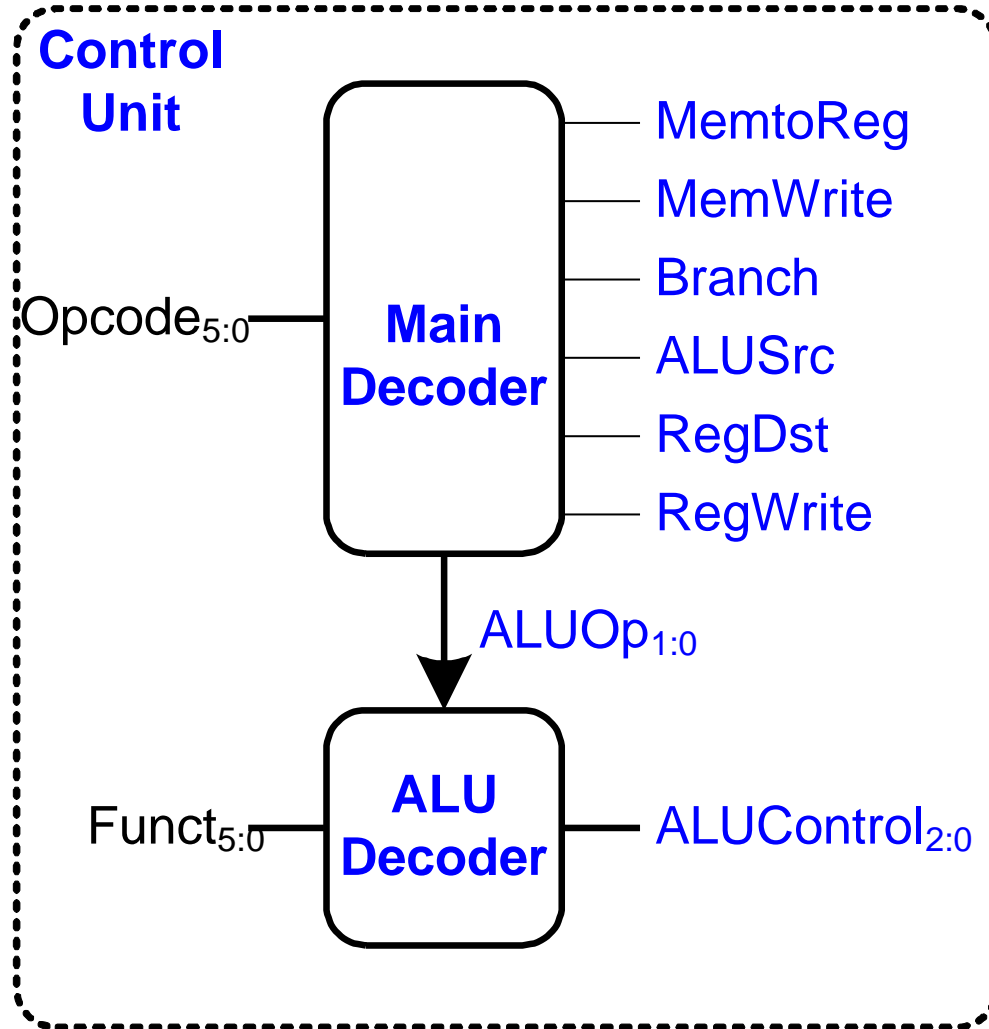 Control
Unit
MemtoReg
MemWrite
Branch
Opcode5:0
Main
Decoder
ALUSrc
RegDst
RegWrite
ALUOp1:0
ALU
Decoder
Funct5:0
ALUControl2:0